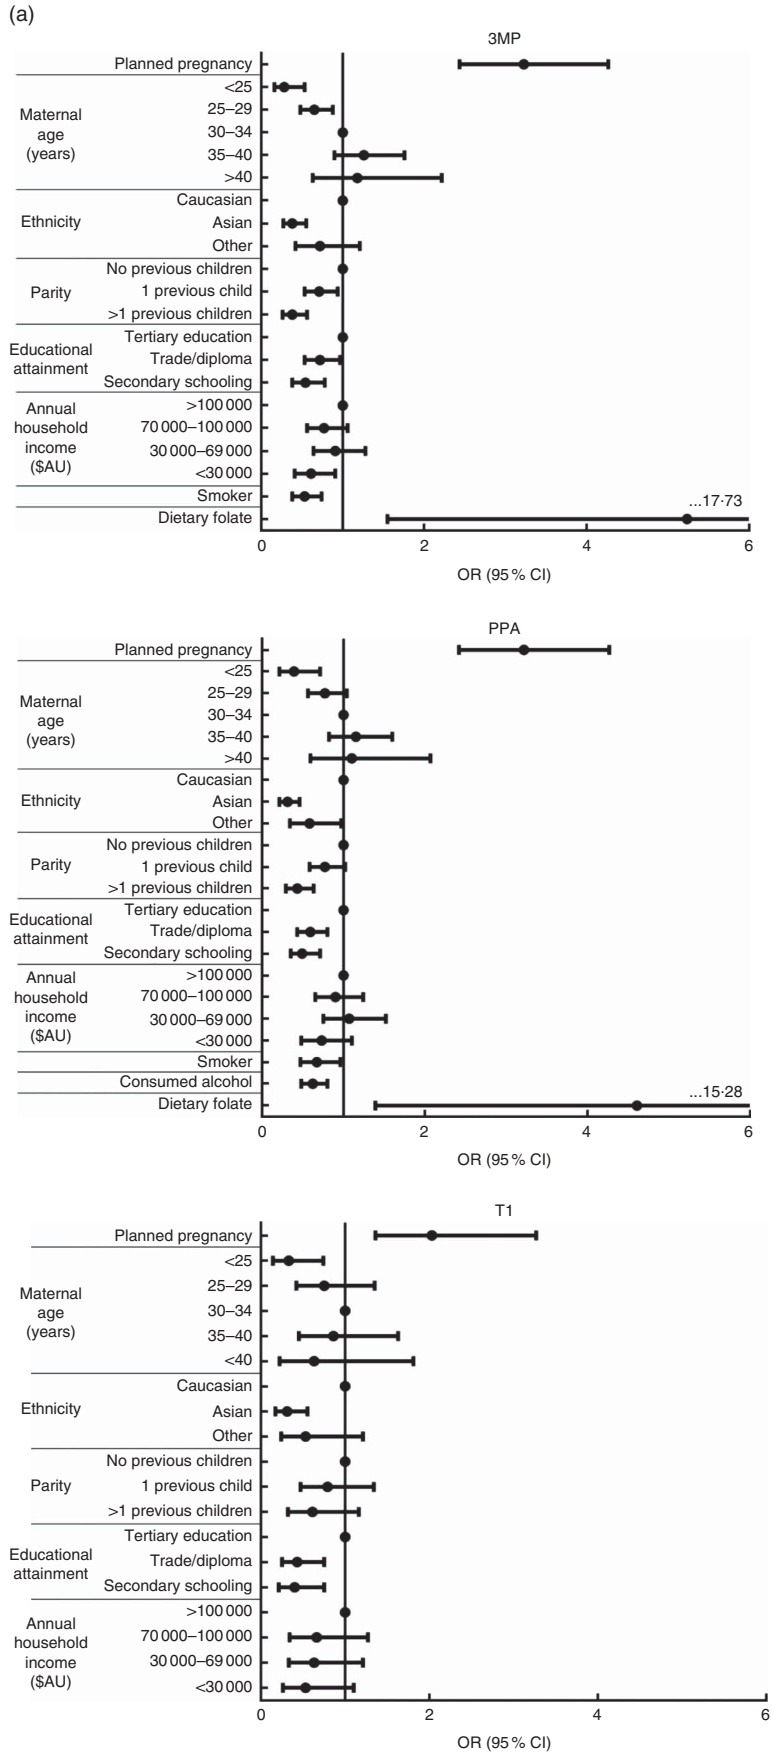 (a)
3MP
Planned pregnancy
Maternal age (years)
<25
25–29
30–34
35–40
>40
Ethnicity
Caucasian
Asian
Other
Parity
No previous children
1 previous child
>1 previous children
Educational attainment
Tertiary education
Trade/diploma
Secondary schooling
Annual household income ($AU)
>100 000
70 000–100 000
30 000–69 000
<30 000
Smoker
Dietary folate
...17·73
0 2 4 6
OR (95 % CI)
PPA
Planned pregnancy
Maternal age (years)
<25
25–29
30–34
35–40
>40
Ethnicity
Caucasian
Asian
Other
Parity
No previous children
1 previous child
>1 previous children
Educational attainment
Tertiary education
Trade/diploma
Secondary schooling
Annual household income ($AU)
>100 000
70 000–100 000
30 000–69 000
<30 000
Smoker
Consumed alcohol
Dietary folate
...15·28
0 2 4 6
OR (95 % CI)
T1
Planned pregnancy
Maternal age (years)
<25
25–29
30–34
35–40
<40
Ethnicity
Caucasian
Asian
Other
Parity
No previous children
1 previous child
>1 previous children
Educational attainment
Tertiary education
Trade/diploma
Secondary schooling
Annual household income ($AU)
>100 000
70 000–100 000
30 000–69 000
<30 000
0 2 4 6
OR (95 % CI)